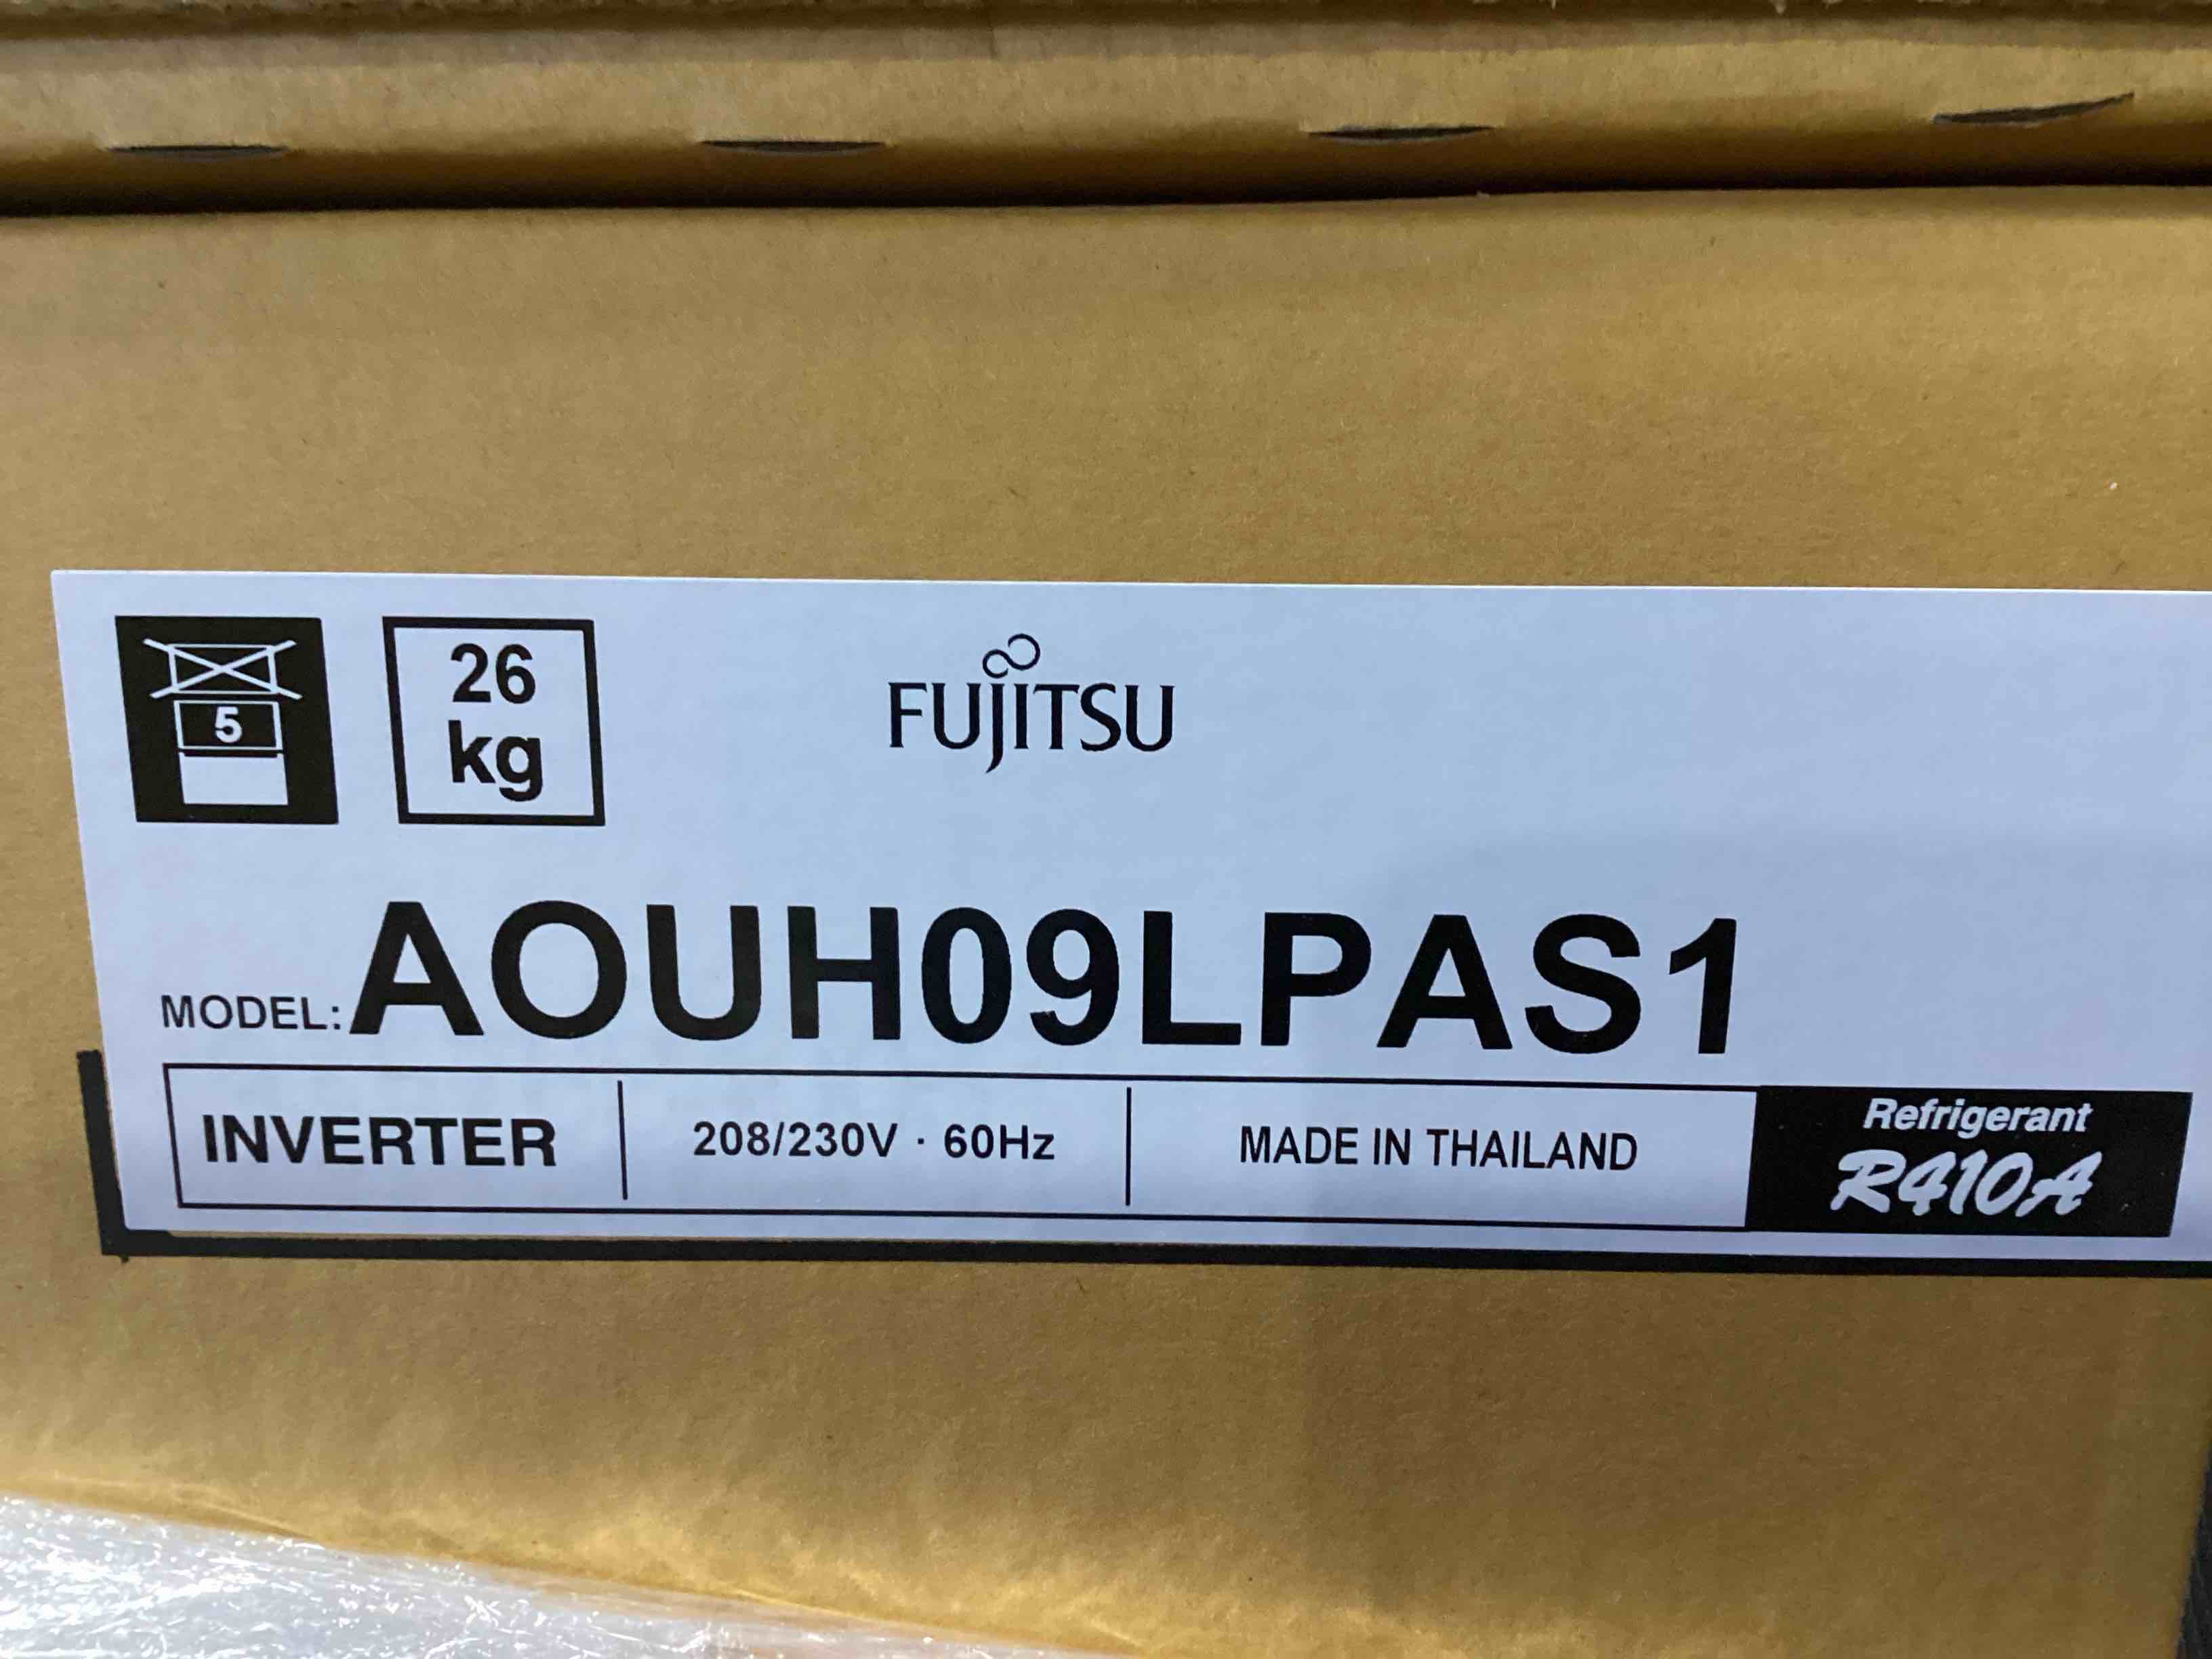 5
26
kg
FUJITSU
MODEL: AOUH09LPAS1
INVERTER
208/230V · 60Hz
MADE IN THAILAND
Refrigerant
R410A